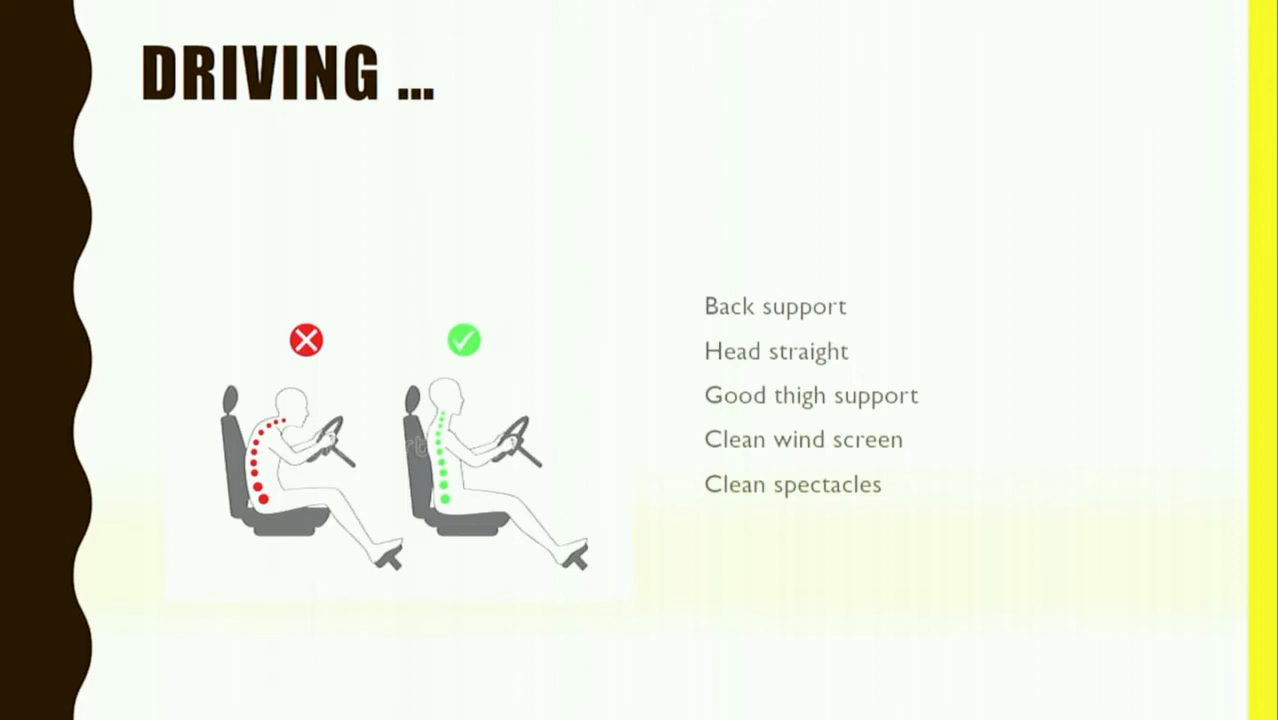 DRIVING ...
Back support
Head straight
Good thigh support
Clean wind screen
Clean spectacles